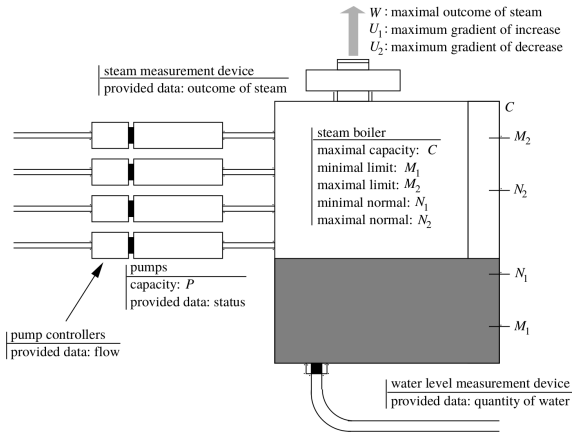 W : maximal outcome of steam
U1 : maximum gradient of increase
U2 : maximum gradient of decrease
steam measurement device
provided data: outcome of steam
C
steam boiler
maximal capacity: C
minimal limit: M1
maximal limit: M2
minimal normal: N1
maximal normal: N2
M2
N2
N1
M1
pumps
capacity: P
provided data: status
pump controllers
provided data: flow
water level measurement device
provided data: quantity of water